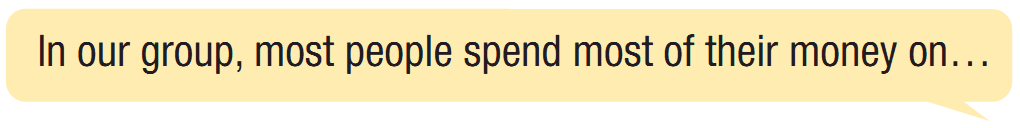 In our group, most people spend most of their money on…